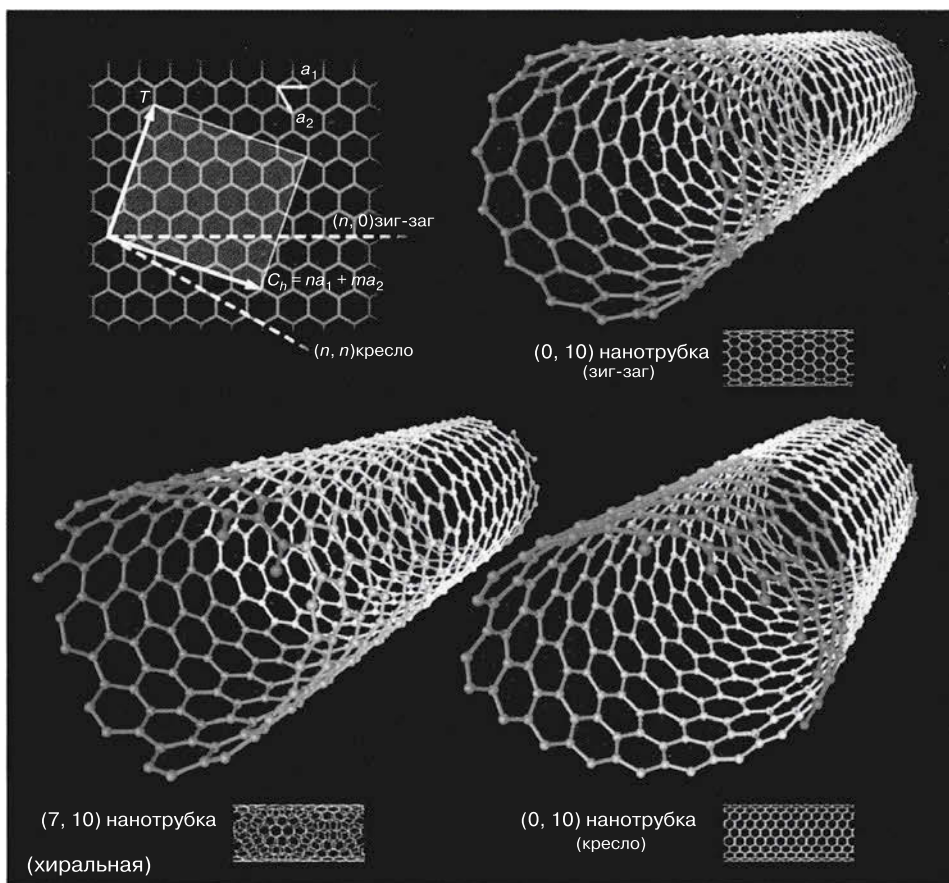 a₁
T
a₂
(n, 0)зиг-заг
Cₕ = na₁ + ma₂
(n, n)кресло
(0, 10) нанотрубка
(зиг-заг)
(7, 10) нанотрубка
(хиральная)
(0, 10) нанотрубка
(кресло)